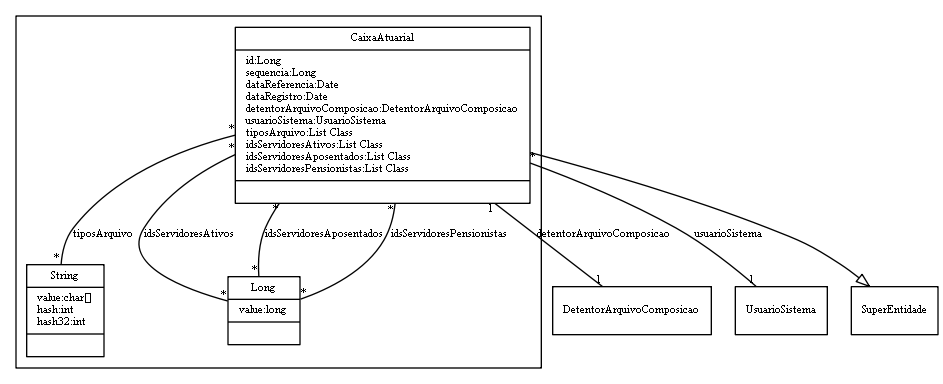 CaixaAtuarial
id:Long
sequencia:Long
dataReferencia:Date
dataRegistro:Date
detentorArquivoComposicao:DetentorArquivoComposicao
usuarioSistema:UsuarioSistema
tiposArquivo:List Class
idsServidoresAtivos:List Class
idsServidoresAposentados:List Class
idsServidoresPensionistas:List Class
*
*
*
*
*
1
tiposArquivo
idsServidoresAtivos
idsServidoresAposentados
idsServidoresPensionistas
detentorArquivoComposicao
usuarioSistema
*
*
*
*
1
1
String
value:char[]
hash:int
hash32:int
Long
value:long
DetentorArquivoComposicao
UsuarioSistema
SuperEntidade